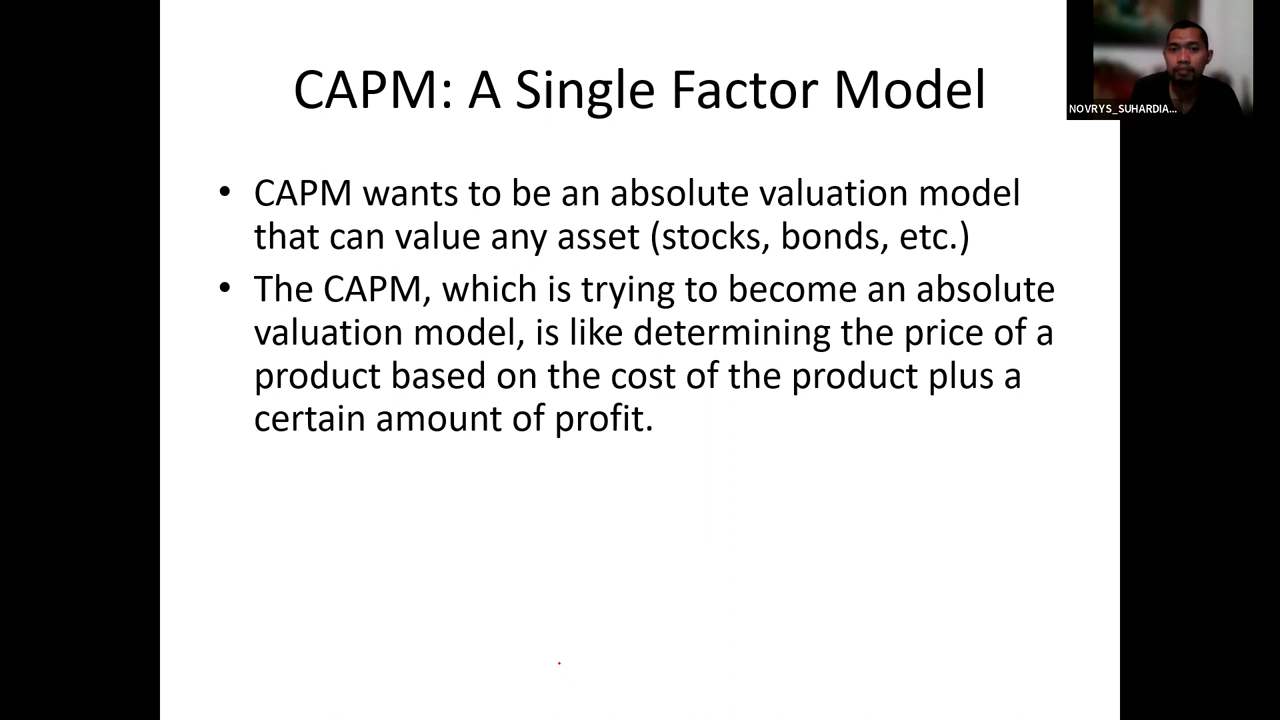 CAPM: A Single Factor Model
NOVRYS_SUHARDIA...
• CAPM wants to be an absolute valuation model
that can value any asset (stocks, bonds, etc.)
• The CAPM, which is trying to become an absolute
valuation model, is like determining the price of a
product based on the cost of the product plus a
certain amount of profit.